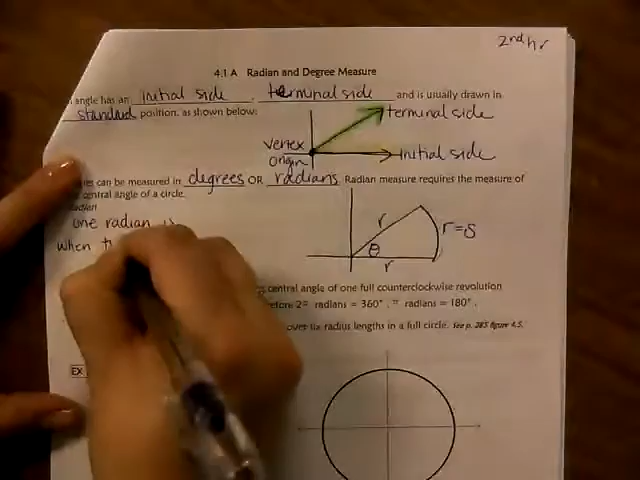 2nd hr
4.1 A Radian and Degree Measure
angle has an initial side, terminal side and is usually drawn in
standard position, as shown below:
terminal side
vertex
origin
initial side
can be measured in degrees OR radians Radian measure requires the measure of
central angle of a circle.
one radian is
when
r
r=s
θ
r
central angle of one full counterclockwise revolution
radians = 360°, radians = 180°.
over six radius lengths in a full circle. See p. 285 figure 4.5.
EX